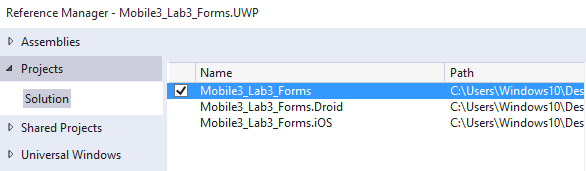 Reference Manager - Mobile3_Lab3_Forms.UWP
Assemblies
Projects
Solution
Shared Projects
Universal Windows
Name Path
Mobile3_Lab3_Forms C:\Users\Windows10\Des
Mobile3_Lab3_Forms.Droid C:\Users\Windows10\Des
Mobile3_Lab3_Forms.iOS C:\Users\Windows10\Des